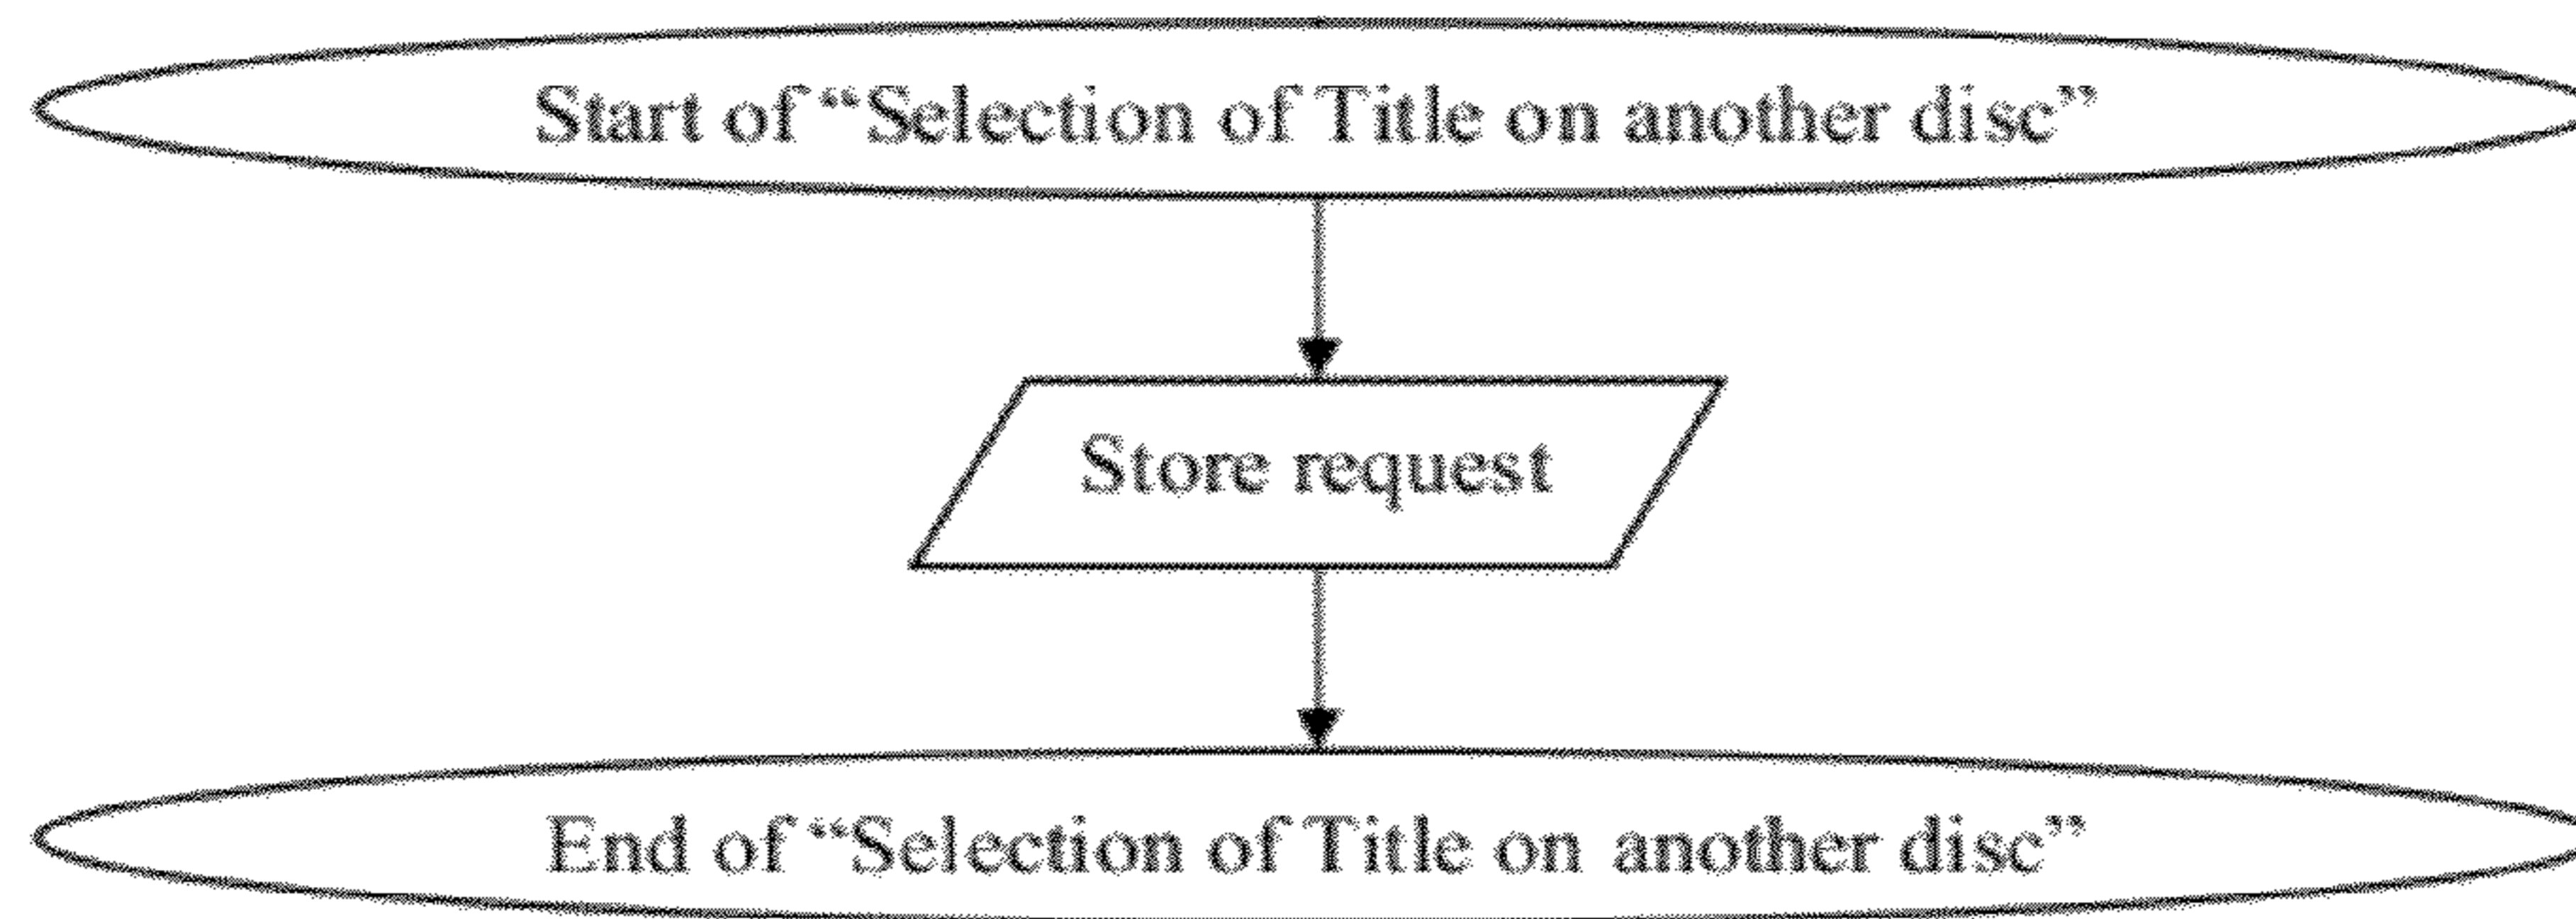 Start of “Selection of Title on another disc”
Store request
End of “Selection of Title on another disc”